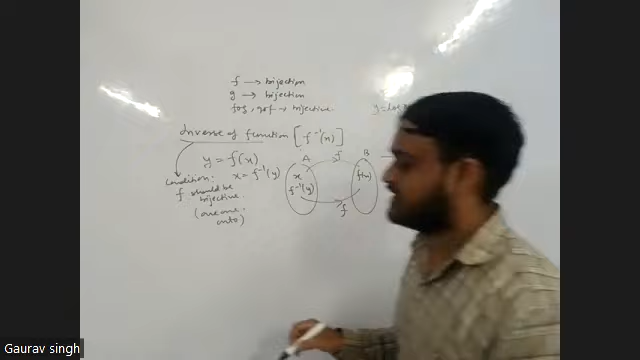 f → bijection
g → bijection
fog, gof → bijective.
Inverse of function [f⁻¹(x)]
y = f(x)
x = f⁻¹(y)
Condition:
f should be
bijective.
(one one,
onto)
A
B
x
f⁻¹(y)
f(x)
f
f
Gaurav singh